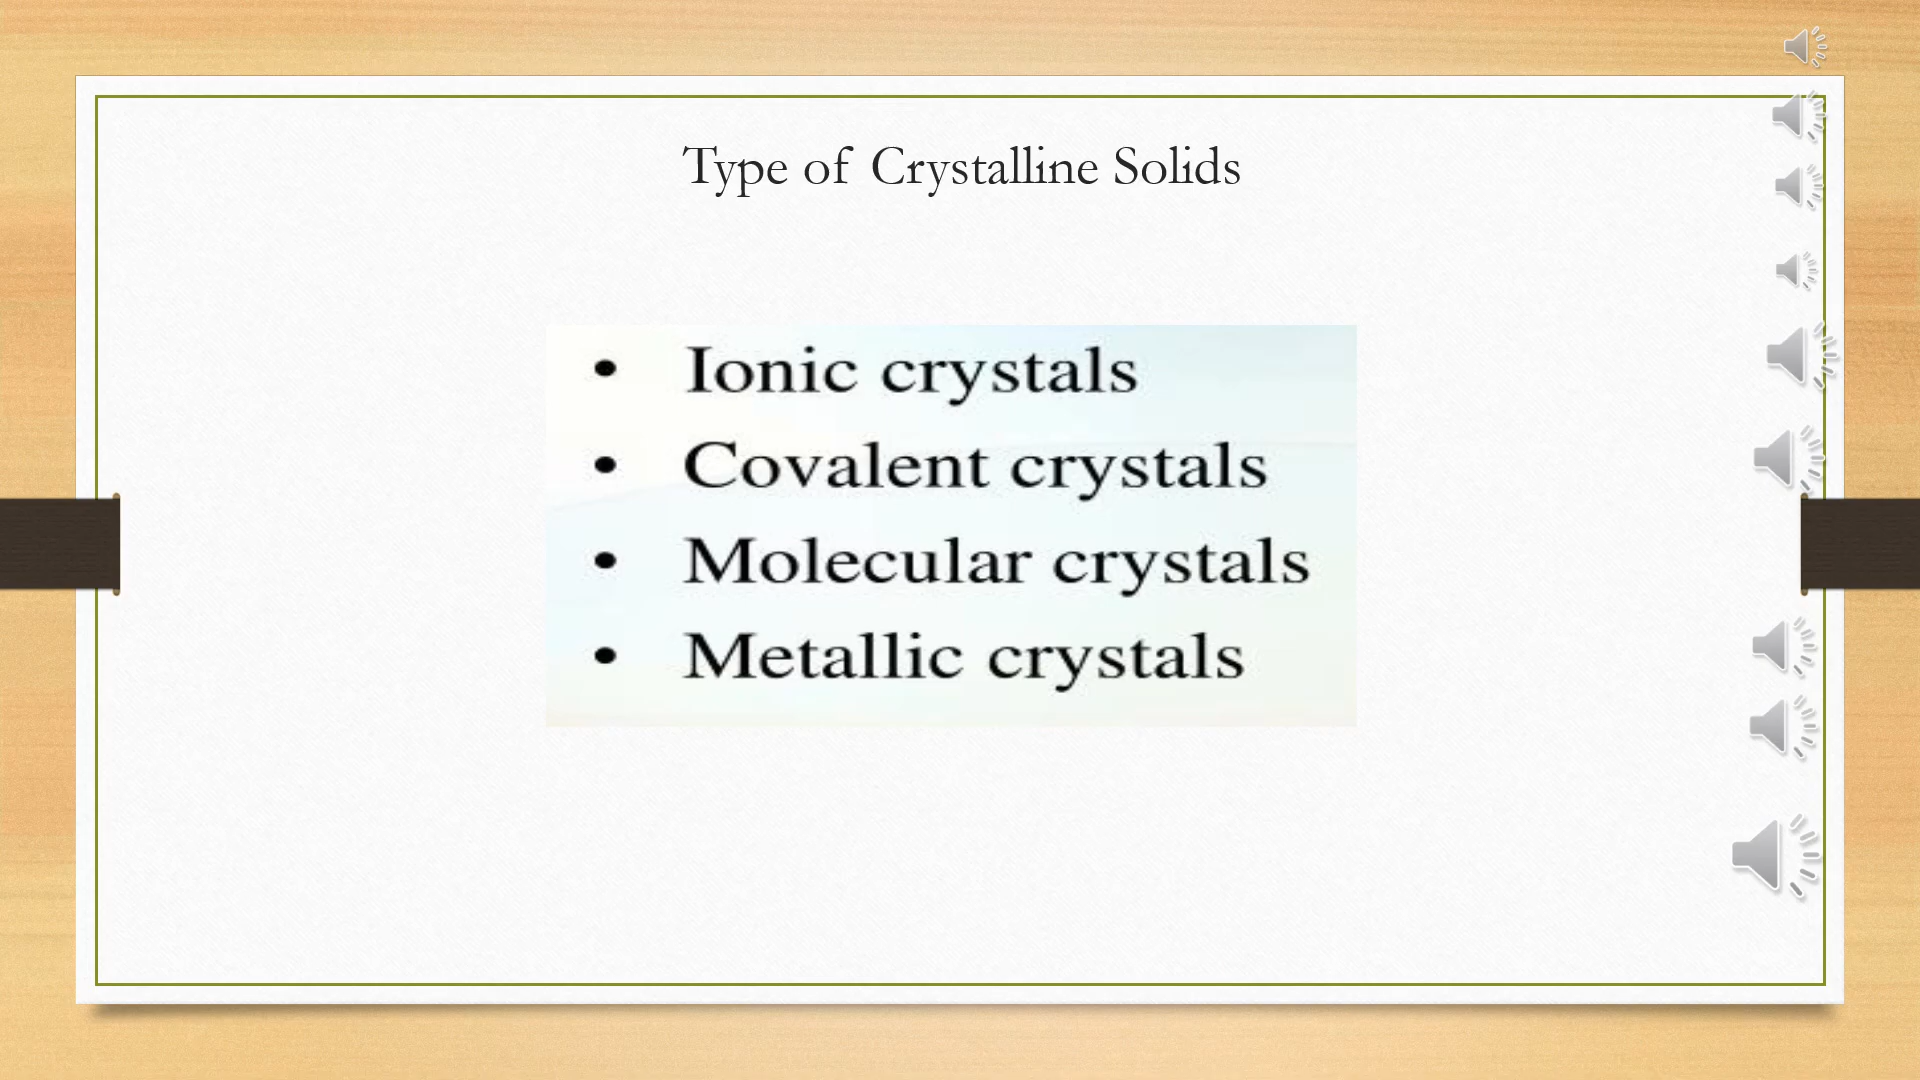 Type of Crystalline Solids
• Ionic crystals
• Covalent crystals
• Molecular crystals
• Metallic crystals